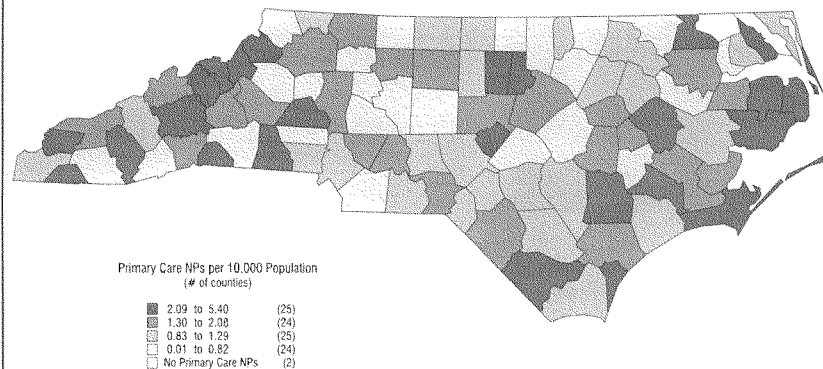 Primary Care NPs per 10,000 Population
(# of counties)
2.09 to 5.40 (25)
1.30 to 2.08 (24)
0.83 to 1.29 (25)
0.01 to 0.82 (24)
No Primary Care NPs (2)